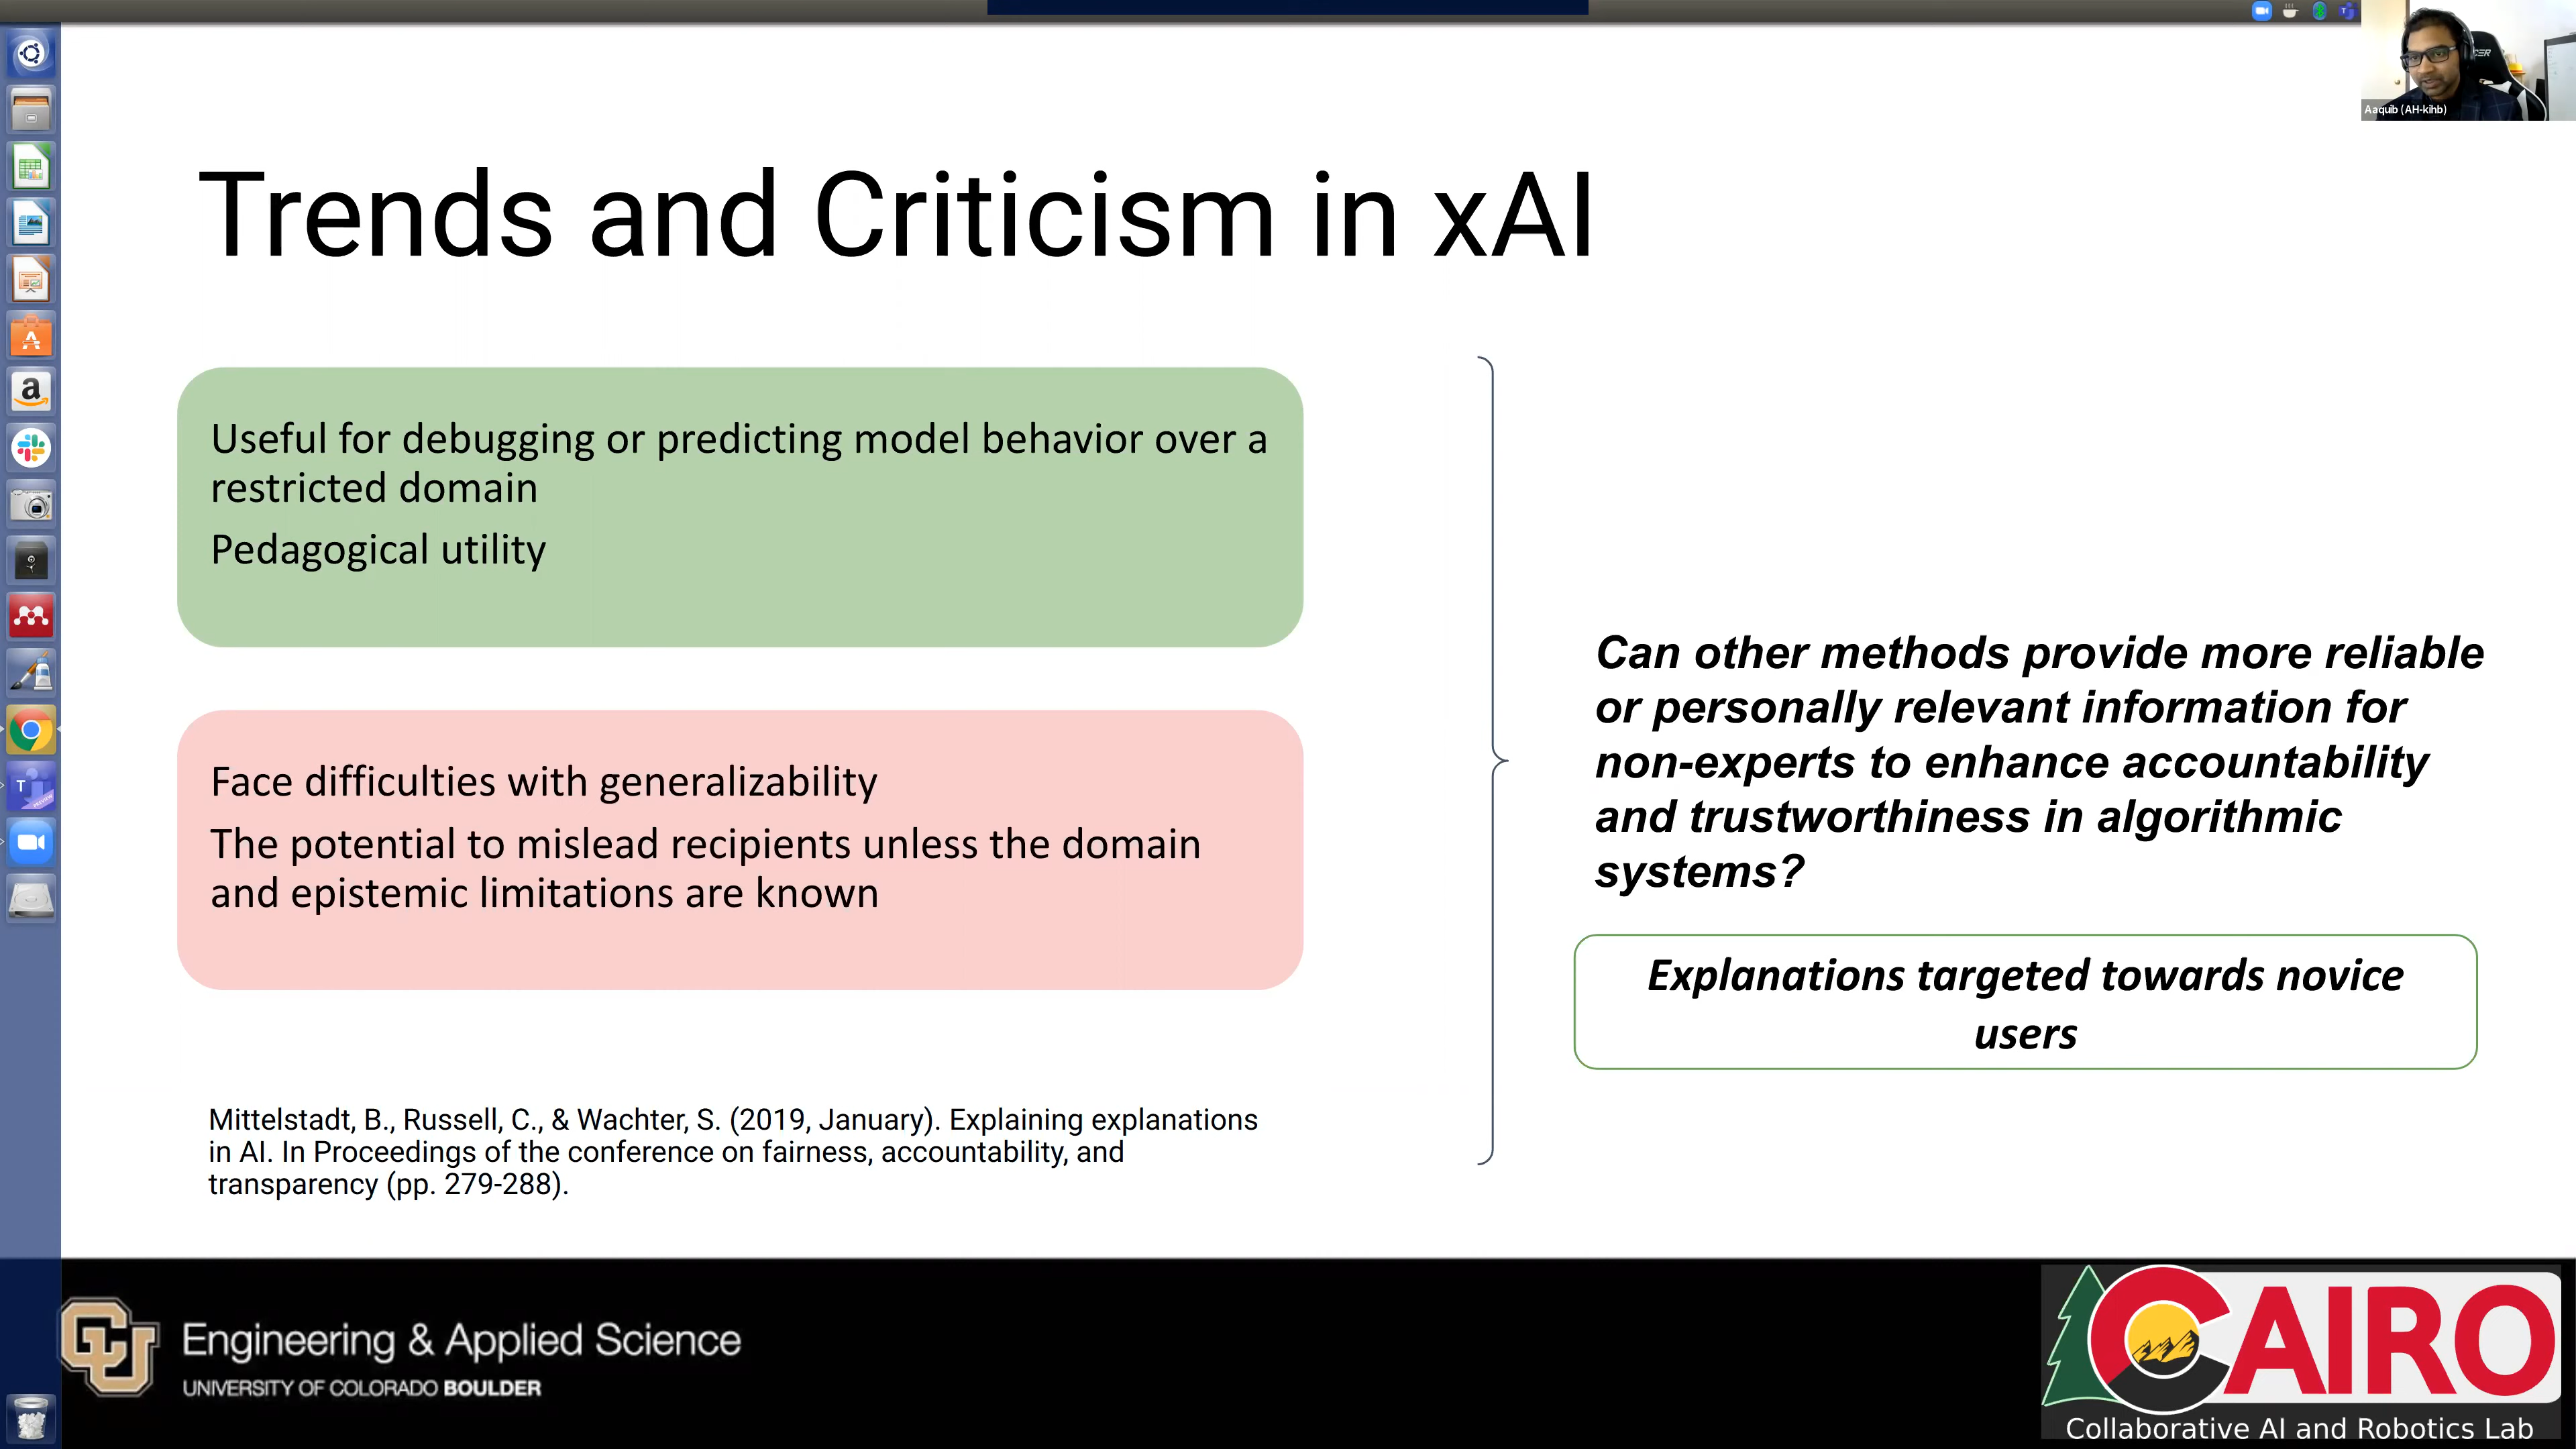 Aaquib (AH-kihb)
Trends and Criticism in xAI
Useful for debugging or predicting model behavior over a
restricted domain
Pedagogical utility
Face difficulties with generalizability
The potential to mislead recipients unless the domain
and epistemic limitations are known
Can other methods provide more reliable
or personally relevant information for
non-experts to enhance accountability
and trustworthiness in algorithmic
systems?
Explanations targeted towards novice
users
Mittelstadt, B., Russell, C., & Wachter, S. (2019, January). Explaining explanations
in AI. In Proceedings of the conference on fairness, accountability, and
transparency (pp. 279-288).
CU
Engineering & Applied Science
UNIVERSITY OF COLORADO BOULDER
CAIRO
Collaborative AI and Robotics Lab